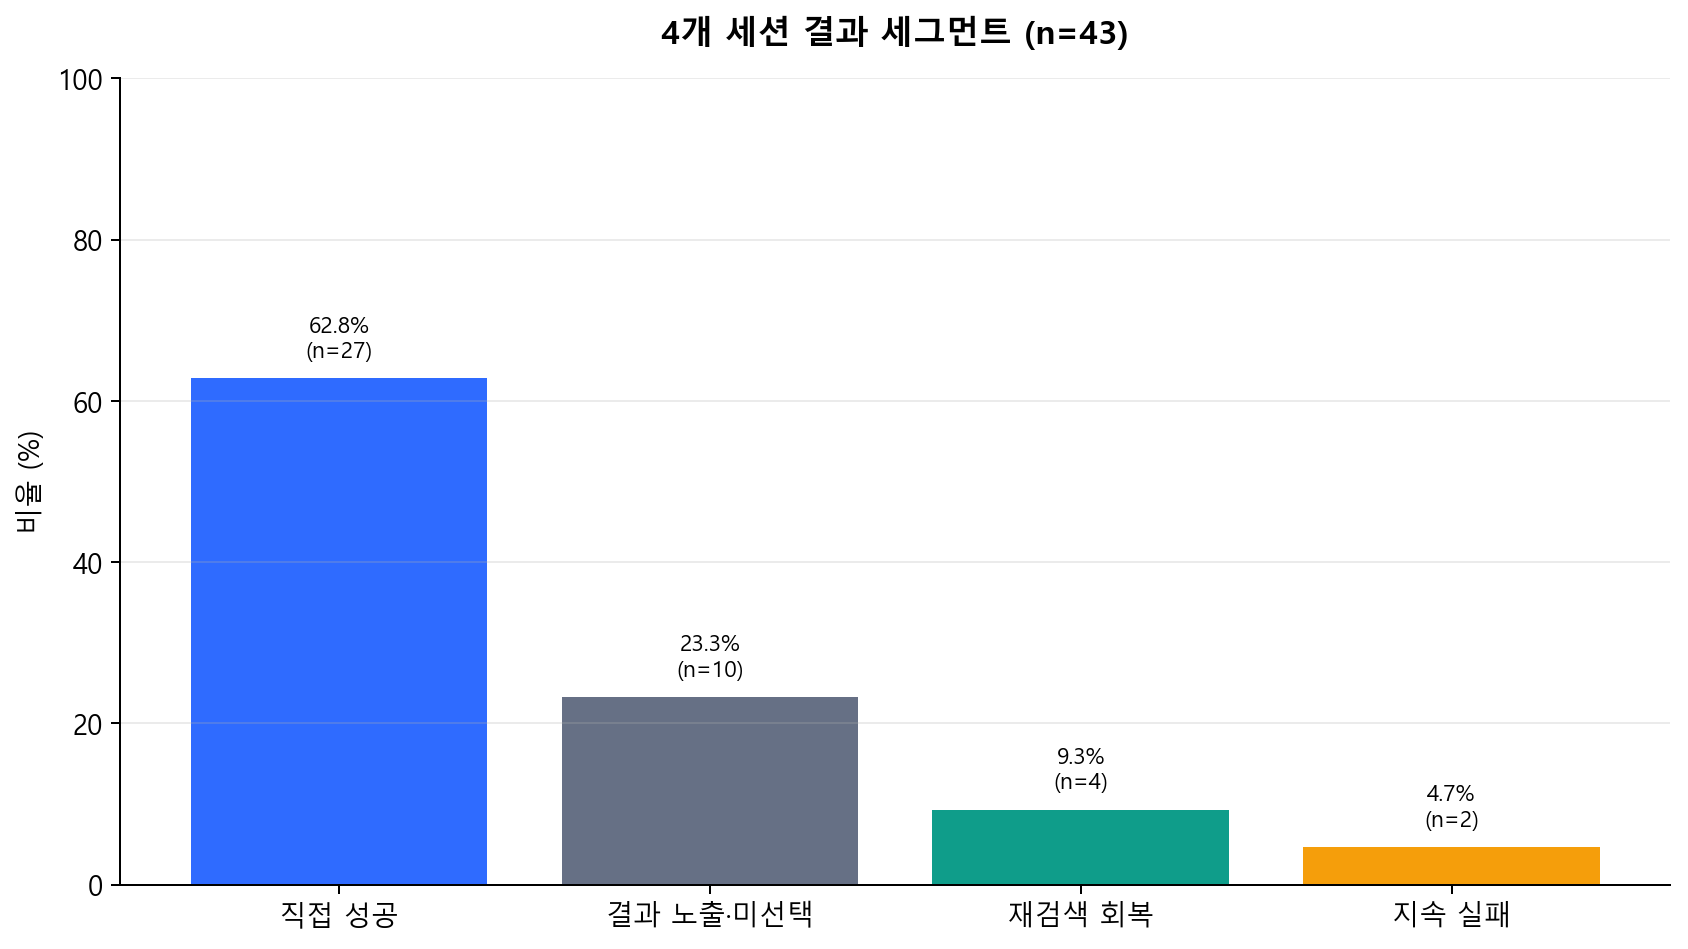 4개 세션 결과 세그먼트 (n=43)
비율 (%)
100
80
60
40
20
0
62.8%
(n=27)
23.3%
(n=10)
9.3%
(n=4)
4.7%
(n=2)
직접 성공
결과 노출·미선택
재검색 회복
지속 실패